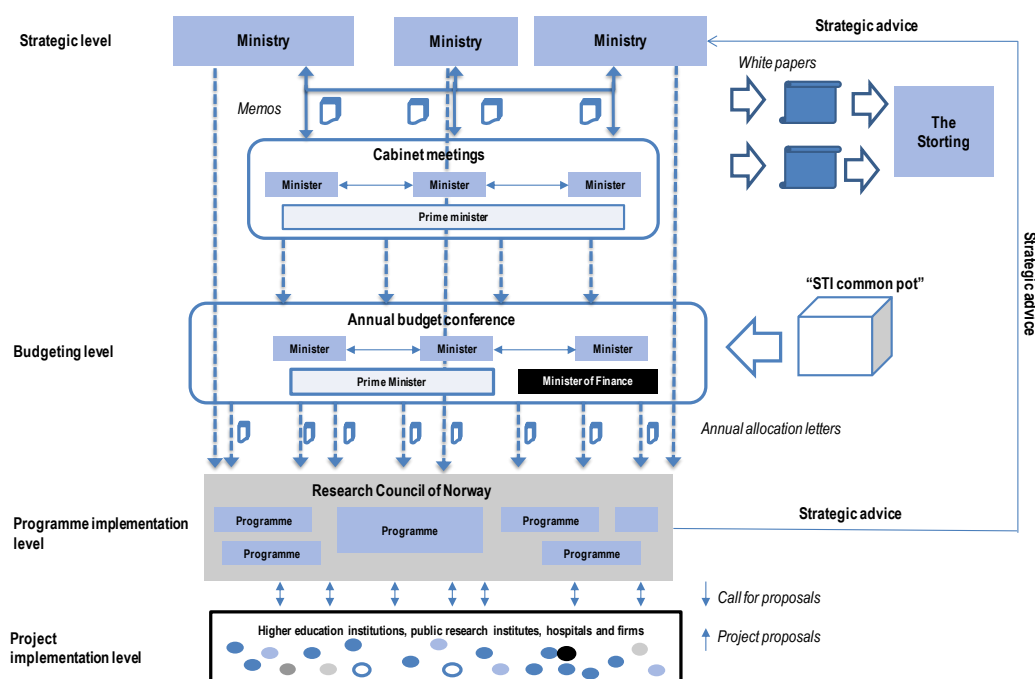 Strategic level
Ministry
Ministry
Ministry
Strategic advice
White papers
Memos
The
Storting
Cabinet meetings
Minister
Minister
Minister
Prime minister
Strategic advice
"STI common pot"
Annual budget conference
Budgeting level
Minister
Minister
Minister
Prime Minister
Minister of Finance
Annual allocation letters
Research Council of Norway
Programme implementation
level
Programme
Programme
Programme
Programme
Programme
Strategic advice
Call for proposals
Project proposals
Project
implementation level
Higher education institutions, public research institutes, hospitals and firms